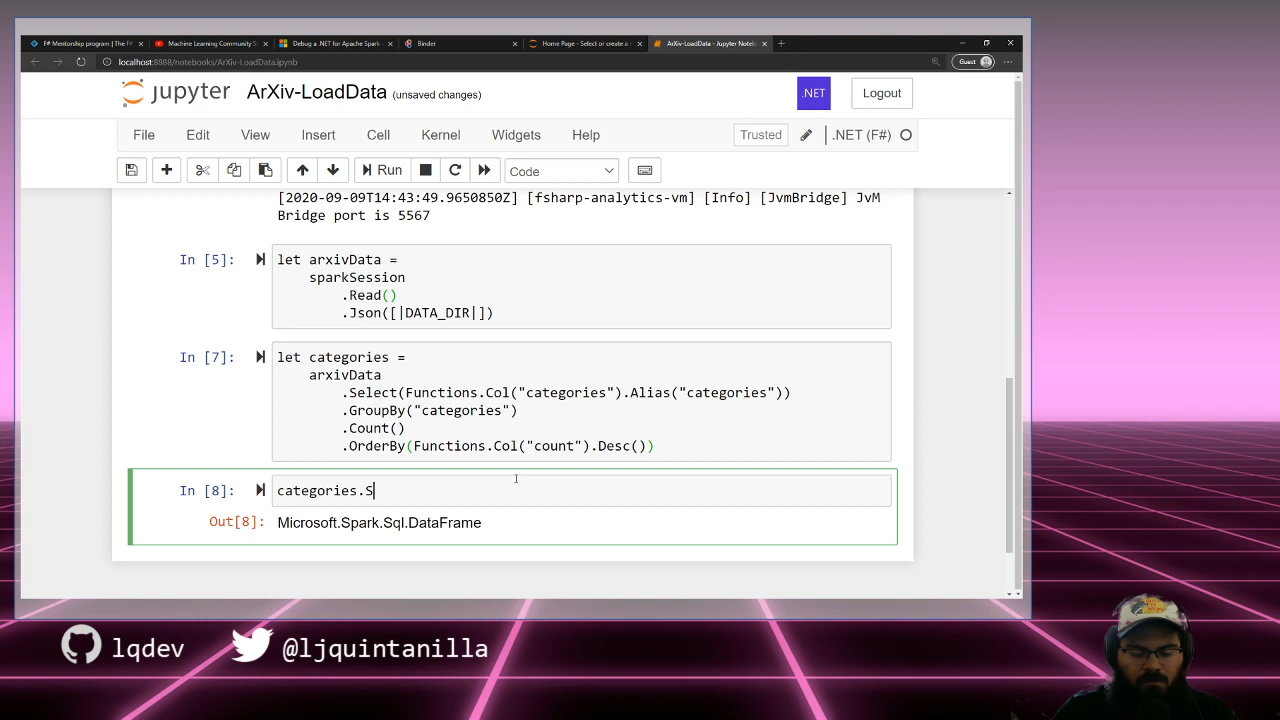 F# Mentorship program | The F#
Machine Learning Community S
Debug a .NET for Apache Spark
Binder
Home Page - Select or create a n
ArXiv-LoadData - Jupyter Noteb
localhost:8888/notebooks/ArXiv-LoadData.ipynb
Guest
jupyter ArXiv-LoadData (unsaved changes)
.NET
Logout
File Edit View Insert Cell Kernel Widgets Help
Trusted
.NET (F#)
Run
Code
[2020-09-09T14:43:49.9650850Z] [fsharp-analytics-vm] [Info] [JvmBridge] JvM
Bridge port is 5567
In [5]: let arxivData =
sparkSession
.Read()
.Json([|DATA_DIR|])
In [7]: let categories =
arxivData
.Select(Functions.Col("categories").Alias("categories"))
.GroupBy("categories")
.Count()
.OrderBy(Functions.Col("count").Desc())
In [8]: categories.S
Out[8]: Microsoft.Spark.Sql.DataFrame
lqdev @ljquintanilla